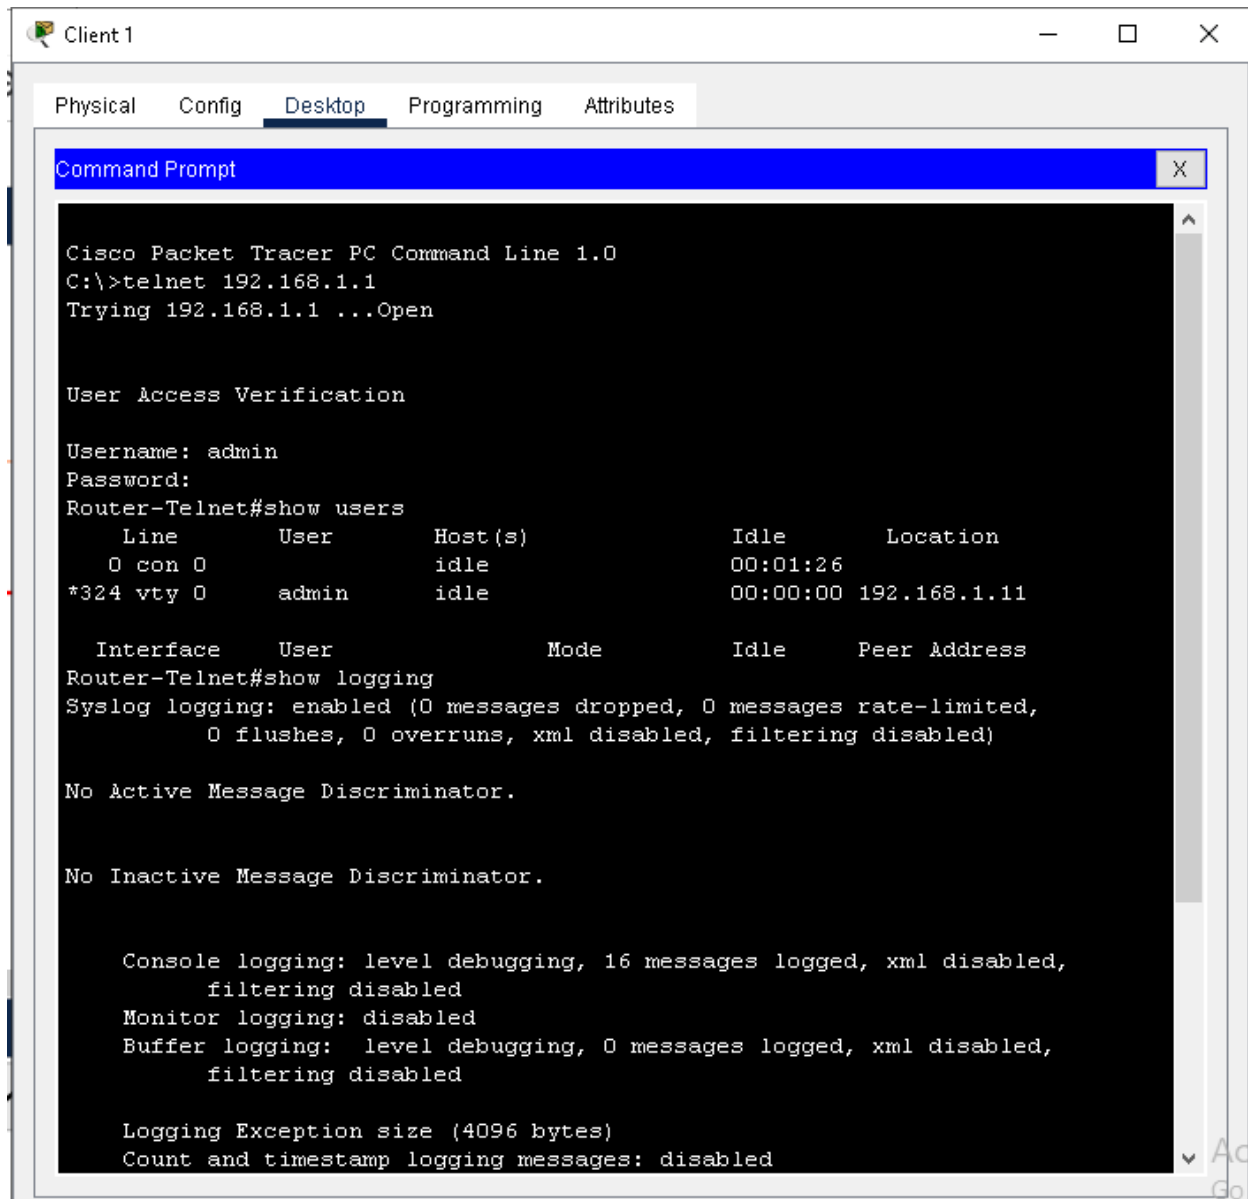 Client 1
Physical Config Desktop Programming Attributes
Command Prompt X
Cisco Packet Tracer PC Command Line 1.0
C:\>telnet 192.168.1.1
Trying 192.168.1.1 ...Open
User Access Verification
Username: admin
Password:
Router-Telnet#show users
Line User Host(s) Idle Location
0 con 0 idle 00:01:26
*324 vty 0 admin idle 00:00:00 192.168.1.11
Interface User Mode Idle Peer Address
Router-Telnet#show logging
Syslog logging: enabled (0 messages dropped, 0 messages rate-limited,
0 flushes, 0 overruns, xml disabled, filtering disabled)
No Active Message Discriminator.
No Inactive Message Discriminator.
Console logging: level debugging, 16 messages logged, xml disabled,
filtering disabled
Monitor logging: disabled
Buffer logging: level debugging, 0 messages logged, xml disabled,
filtering disabled
Logging Exception size (4096 bytes)
Count and timestamp logging messages: disabled